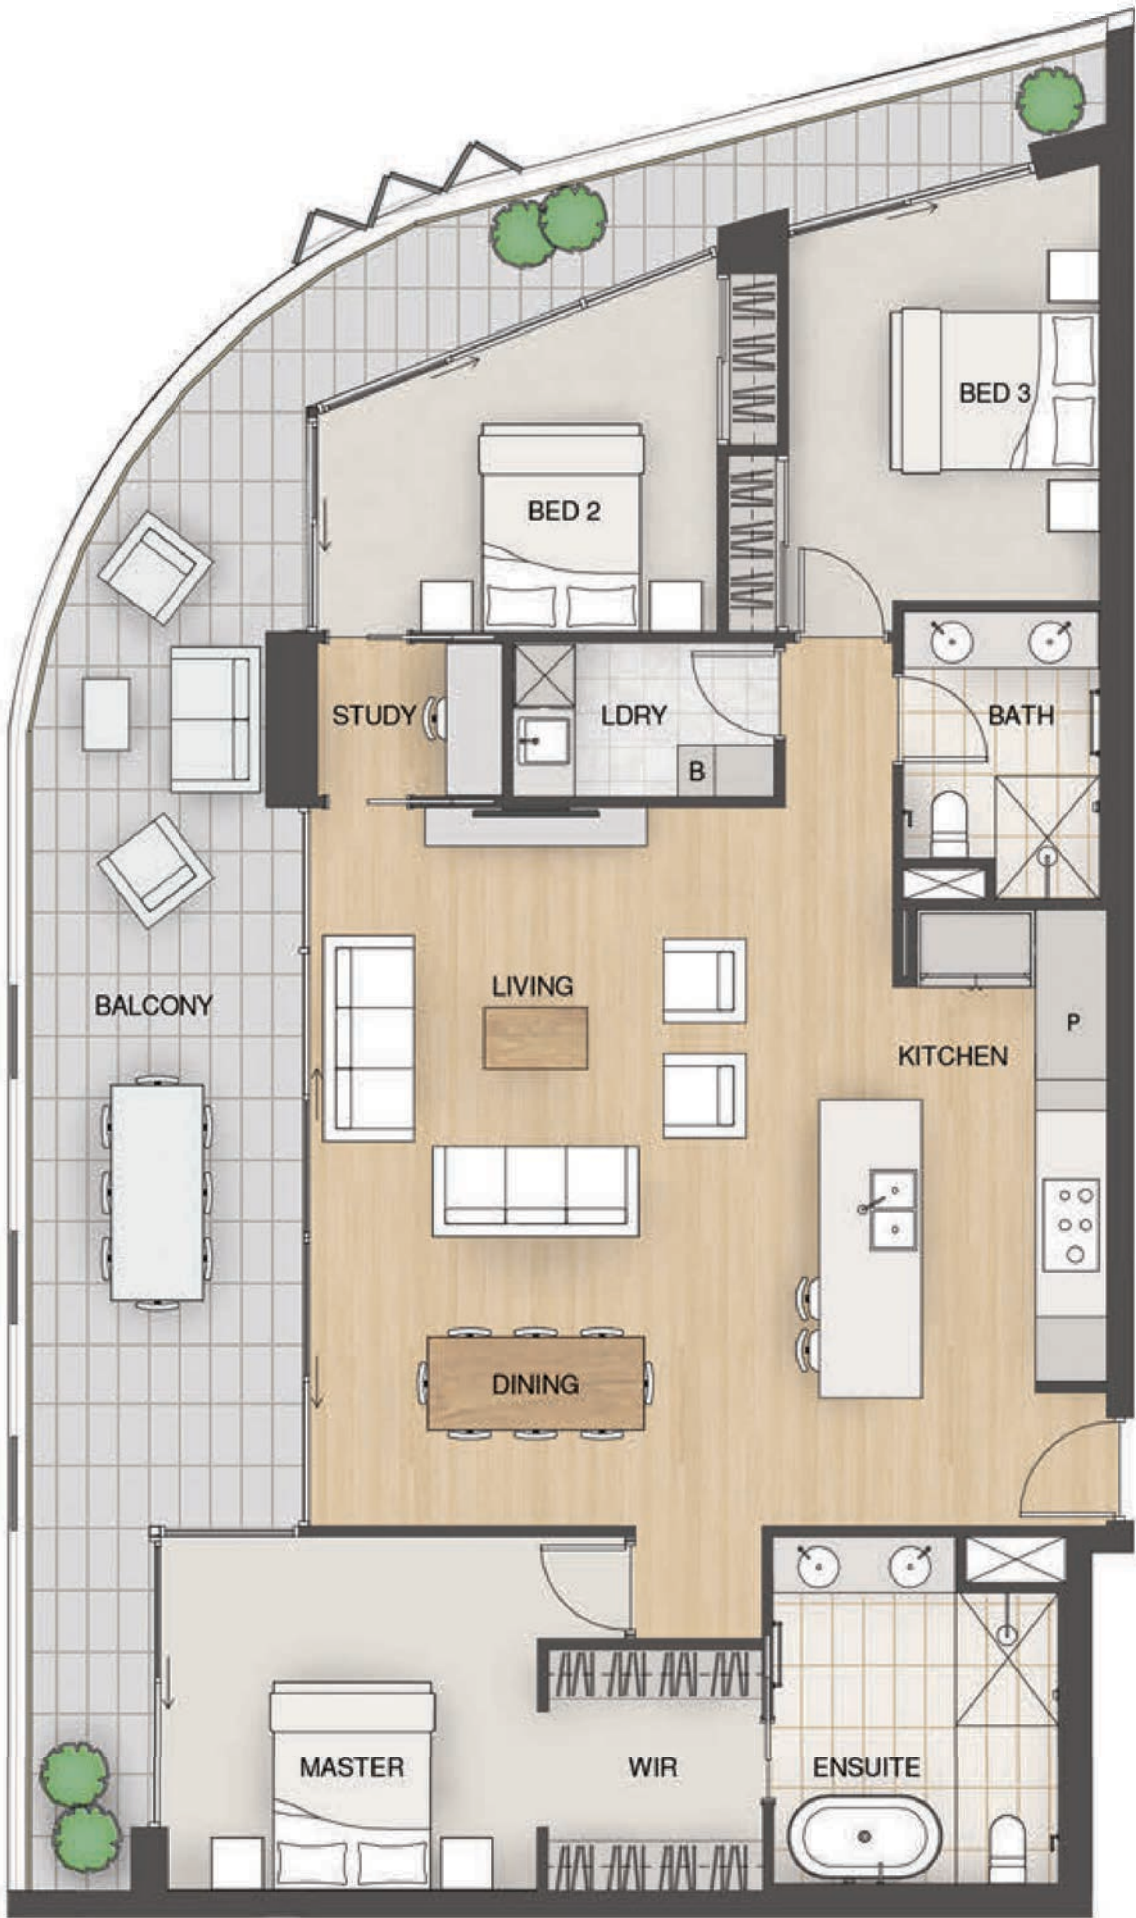 BED 3
BED 2
STUDY
LDRY
BATH
B
LIVING
BALCONY
P
KITCHEN
DINING
MASTER
WIR
ENSUITE